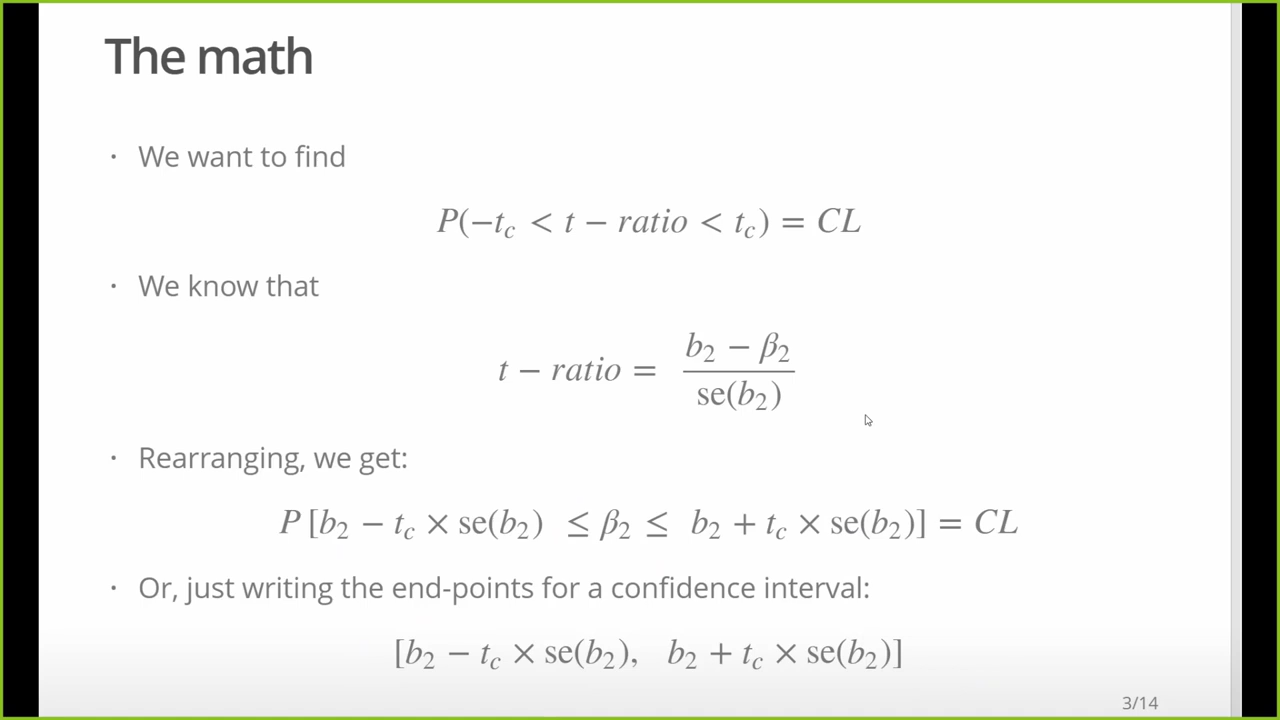 The math
· We want to find
P(−t_c < t − ratio < t_c) = CL
· We know that
t − ratio = \frac{b_2 − β_2}{se(b_2)}
· Rearranging, we get:
P [b_2 − t_c × se(b_2) ≤ β_2 ≤ b_2 + t_c × se(b_2)] = CL
· Or, just writing the end-points for a confidence interval:
[b_2 − t_c × se(b_2), b_2 + t_c × se(b_2)]
3/14